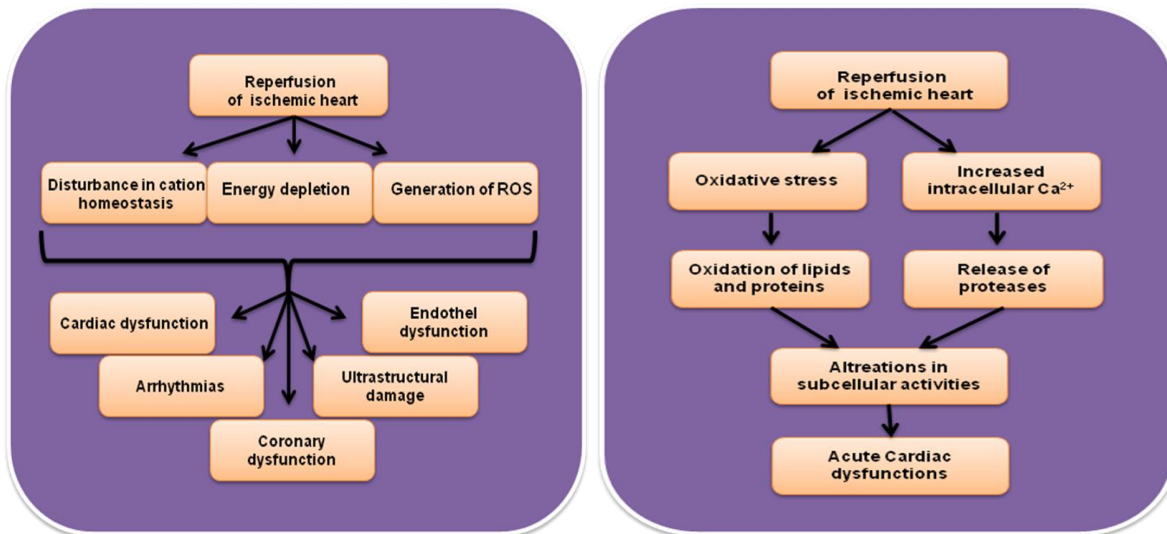 Reperfusion
of ischemic heart
Disturbance in cation
homeostasis
Energy depletion
Generation of ROS
Cardiac dysfunction
Endothel
dysfunction
Arrhythmias
Ultrastructural
damage
Coronary
dysfunction
Reperfusion
of ischemic heart
Oxidative stress
Increased
intracellular Ca²⁺
Oxidation of lipids
and proteins
Release of
proteases
Altreations in
subcellular activities
Acute Cardiac
dysfunctions